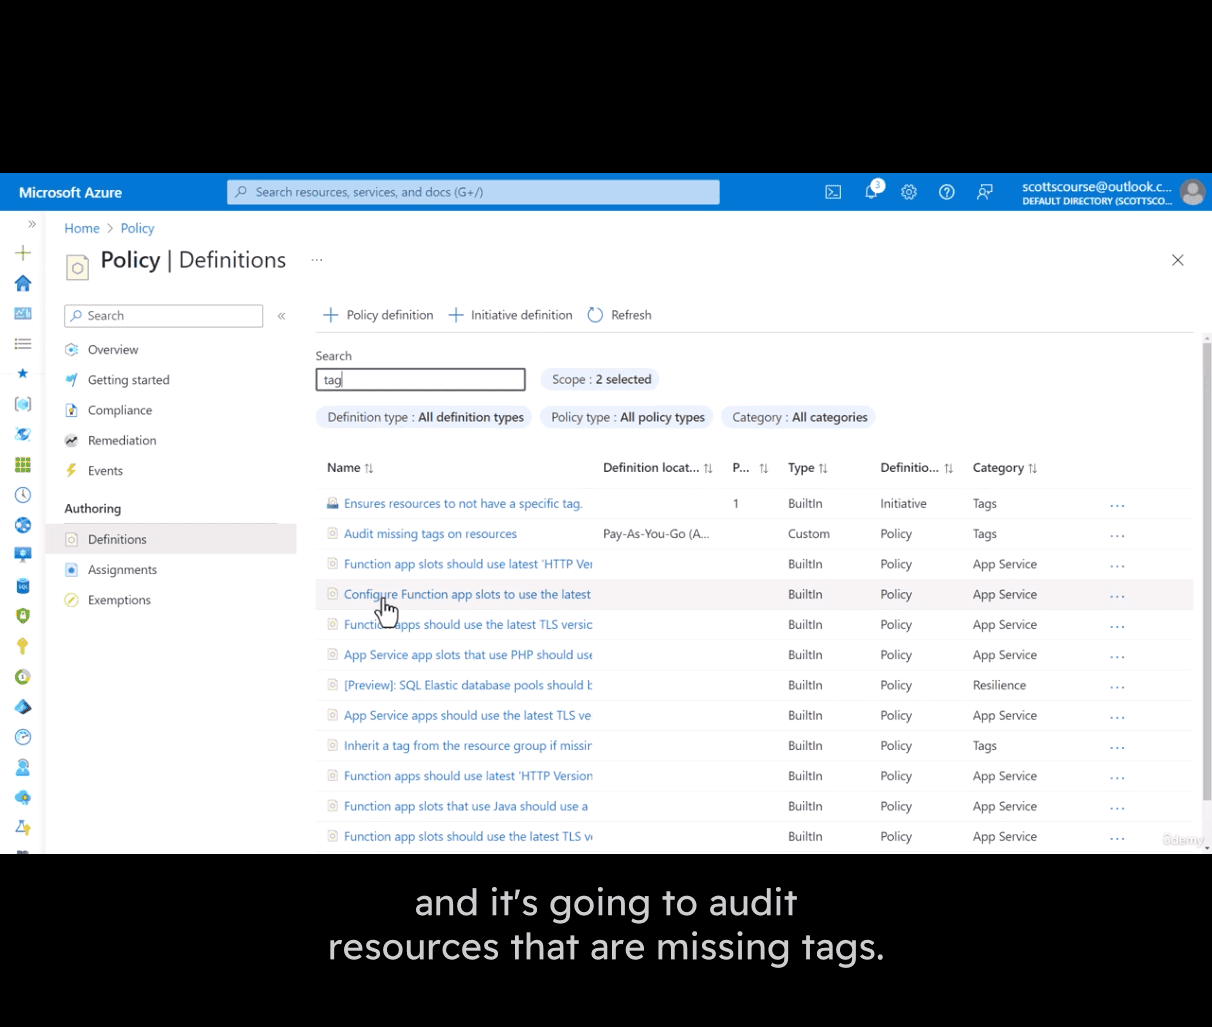 Microsoft Azure
Search resources, services, and docs (G+/)
3
scottscourse@outlook.c...
DEFAULT DIRECTORY (SCOTTSCO...
Home > Policy
Policy | Definitions ...
Search
+ Policy definition + Initiative definition Refresh
Overview
Getting started
Compliance
Remediation
Events
Authoring
Definitions
Assignments
Exemptions
Search
tag
Scope : 2 selected
Definition type : All definition types Policy type : All policy types Category : All categories
Name Definition locat... P... Type Definitio... Category
Ensures resources to not have a specific tag. 1 BuiltIn Initiative Tags ...
Audit missing tags on resources Pay-As-You-Go (A... Custom Policy Tags ...
Function app slots should use latest 'HTTP Ver BuiltIn Policy App Service ...
Configure Function app slots to use the latest BuiltIn Policy App Service ...
Function apps should use the latest TLS versic BuiltIn Policy App Service ...
App Service app slots that use PHP should use BuiltIn Policy App Service ...
[Preview]: SQL Elastic database pools should b BuiltIn Policy Resilience ...
App Service apps should use the latest TLS ve BuiltIn Policy App Service ...
Inherit a tag from the resource group if missin BuiltIn Policy Tags ...
Function apps should use latest 'HTTP Version BuiltIn Policy App Service ...
Function app slots that use Java should use a BuiltIn Policy App Service ...
Function app slots should use the latest TLS ve BuiltIn Policy App Service ...
ûdemy
and it's going to audit
resources that are missing tags.